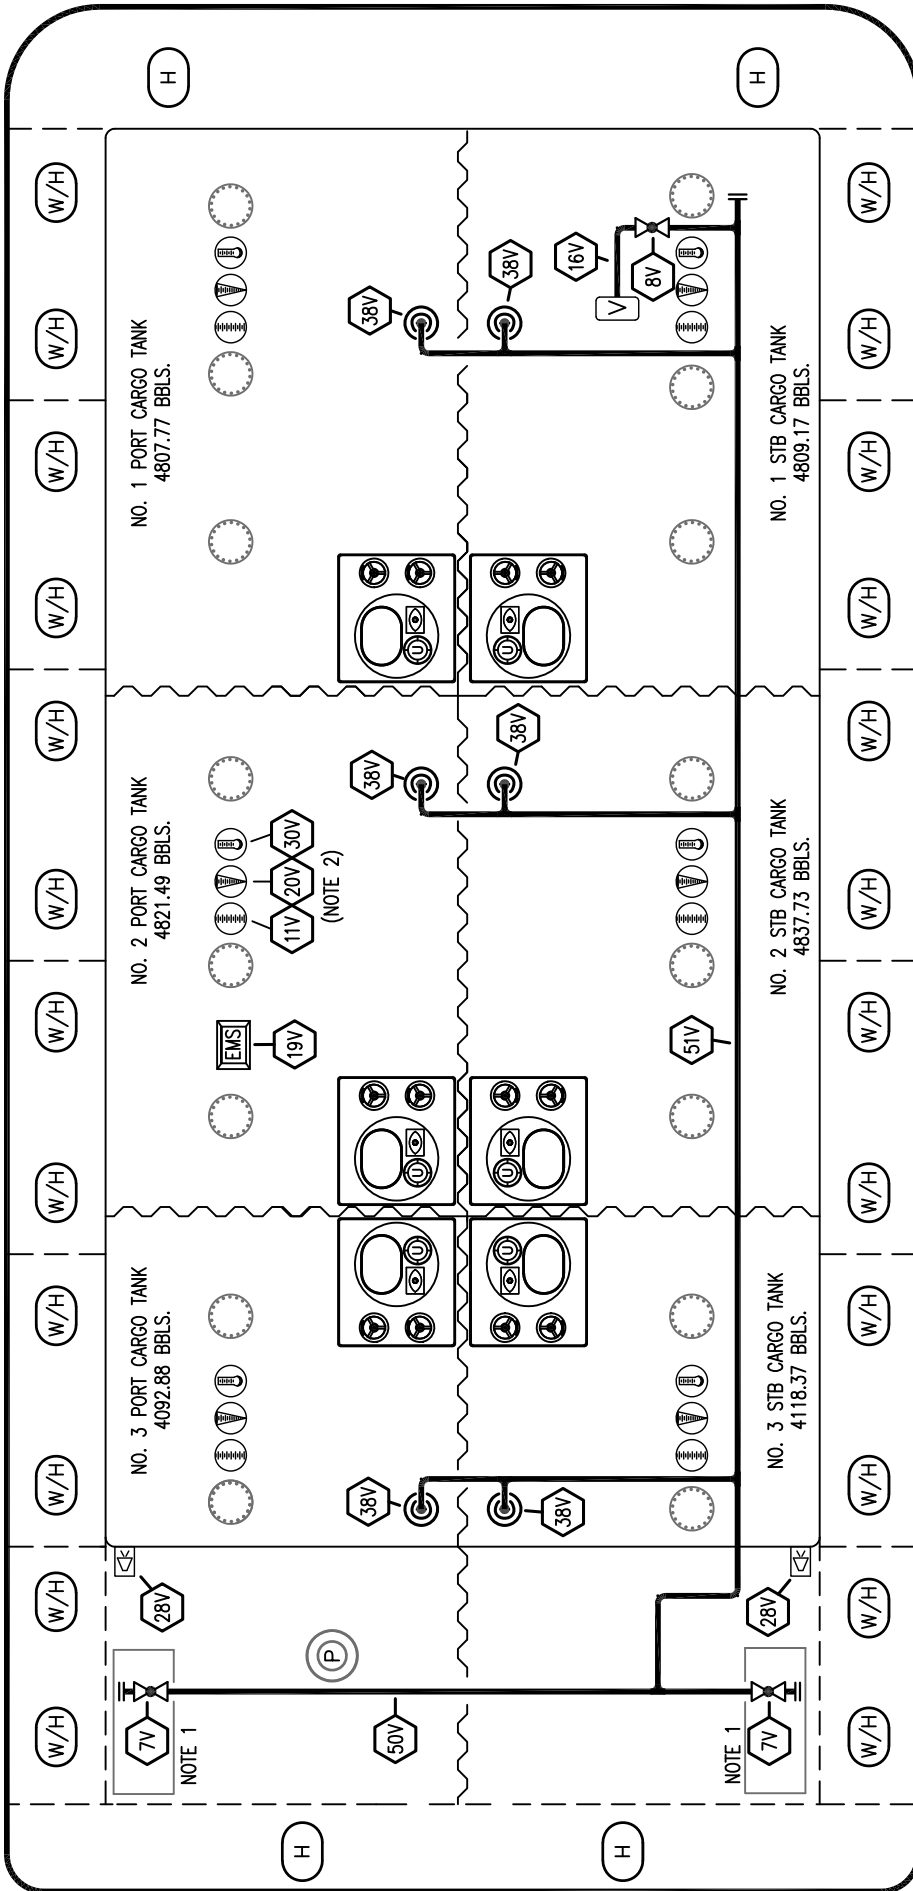 H
H
W/H
W/H
W/H
W/H
W/H
W/H
W/H
W/H
W/H
W/H
W/H
W/H
NO. 3 PORT CARGO TANK
4092.88 BBLS.
NO. 2 PORT CARGO TANK
4821.49 BBLS.
NO. 1 PORT CARGO TANK
4807.77 BBLS.
28V
7V
NOTE 1
EMS
19V
11V
20V
30V
(NOTE 2)
P
50V
38V
38V
38V
U
U
U
U
U
U
38V
38V
38V
16V
8V
V
51V
28V
7V
NOTE 1
NO. 3 STB CARGO TANK
4118.37 BBLS.
NO. 2 STB CARGO TANK
4837.73 BBLS.
NO. 1 STB CARGO TANK
4809.17 BBLS.
W/H
W/H
W/H
W/H
W/H
W/H
W/H
W/H
W/H
W/H
W/H
W/H
H
H